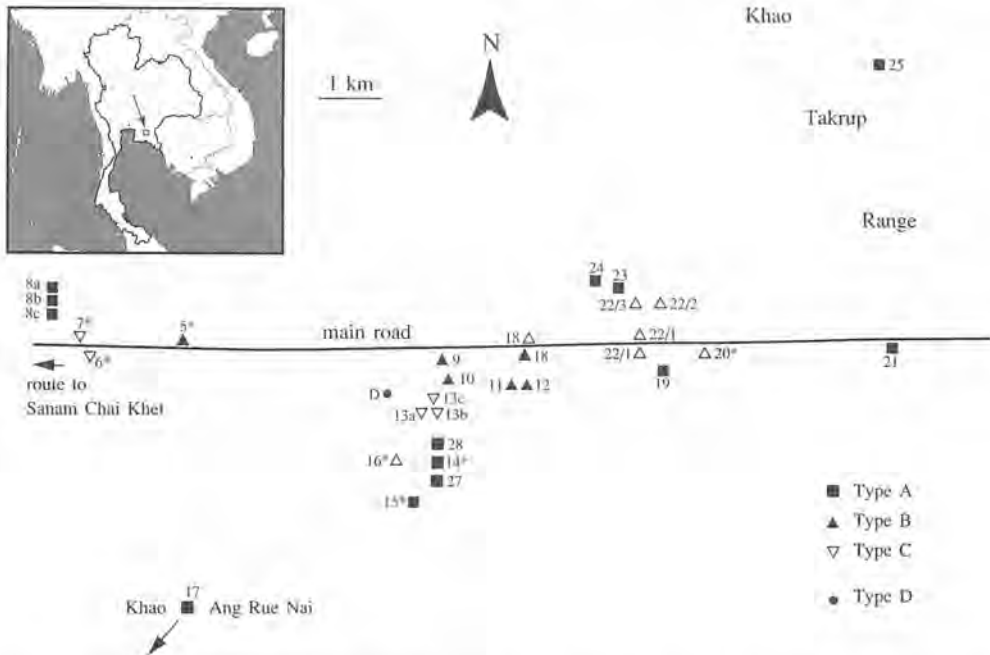 Khao
N
25
1 km
Takrup
Range
24 23
8a
8b
8c
22/3 22/2
7*
5*
main road
18
22/1
6*
9
18
22/1
20*
21
route to
Sanam Chai Khet
10
11 12
19
D
13c
13a 13b
28
16*
14*
27
Type A
15*
Type B
Type C
17
Khao Ang Rue Nai
Type D